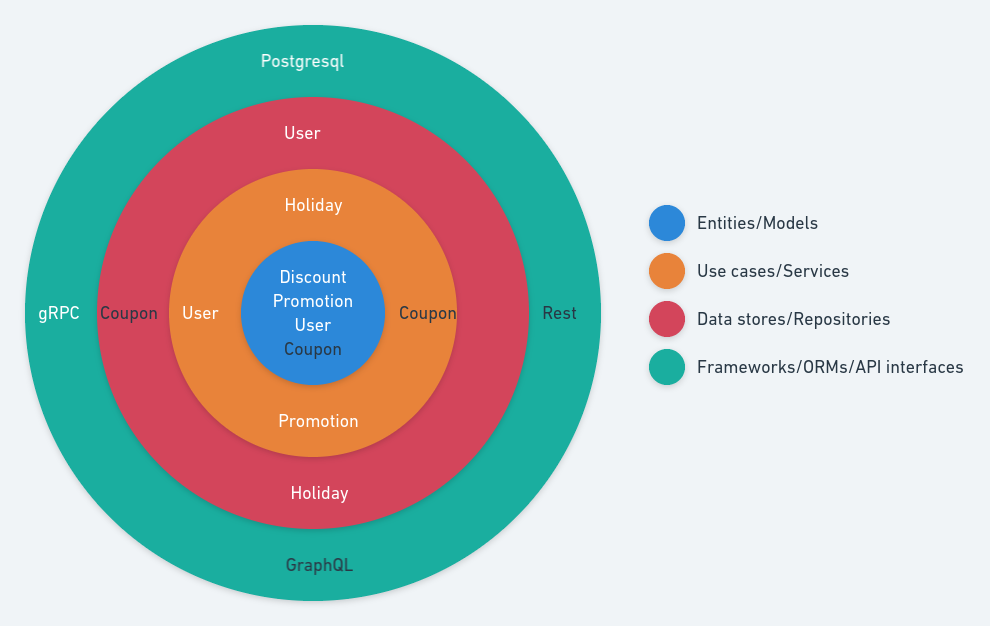 Postgresql
User
Holiday
Discount
Promotion
User
Coupon
gRPC
Coupon
User
Coupon
Rest
Promotion
Holiday
GraphQL
Entities/Models
Use cases/Services
Data stores/Repositories
Frameworks/ORMs/API interfaces